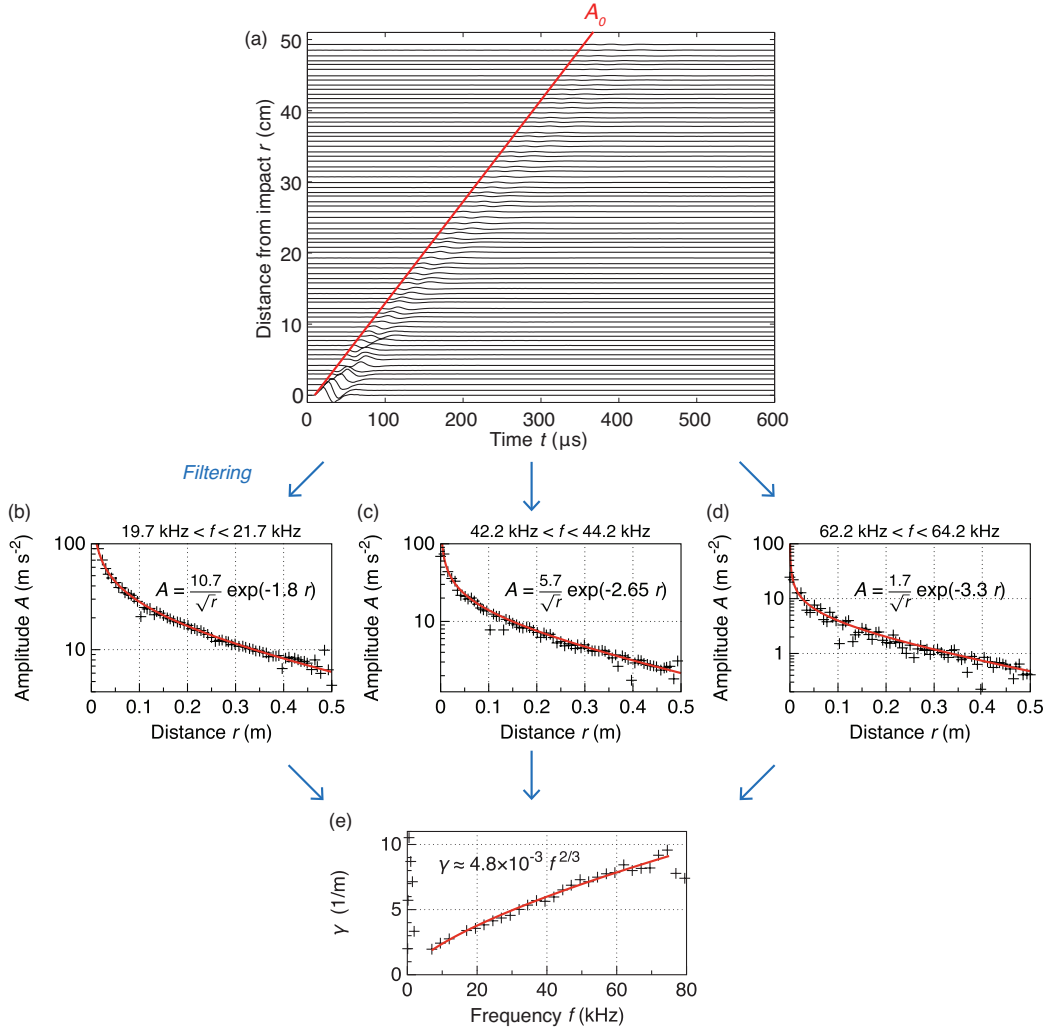 A₀
(a)
50
40
30
20
10
0
Distance from impact r (cm)
0 100 200 300 400 500 600
Time t (μs)
Filtering
(b)
19.7 kHz < f < 21.7 kHz
100
10
Amplitude A (m s⁻²)
A = 10.7/√r exp(-1.8 r)
0 0.1 0.2 0.3 0.4 0.5
Distance r (m)
(c)
42.2 kHz < f < 44.2 kHz
100
10
Amplitude A (m s⁻²)
A = 5.7/√r exp(-2.65 r)
0 0.1 0.2 0.3 0.4 0.5
Distance r (m)
(d)
62.2 kHz < f < 64.2 kHz
100
10
1
Amplitude A (m s⁻²)
A = 1.7/√r exp(-3.3 r)
0 0.1 0.2 0.3 0.4 0.5
Distance r (m)
(e)
10
5
0
γ (1/m)
γ ≈ 4.8×10⁻³ f²ᐟ³
0 20 40 60 80
Frequency f (kHz)